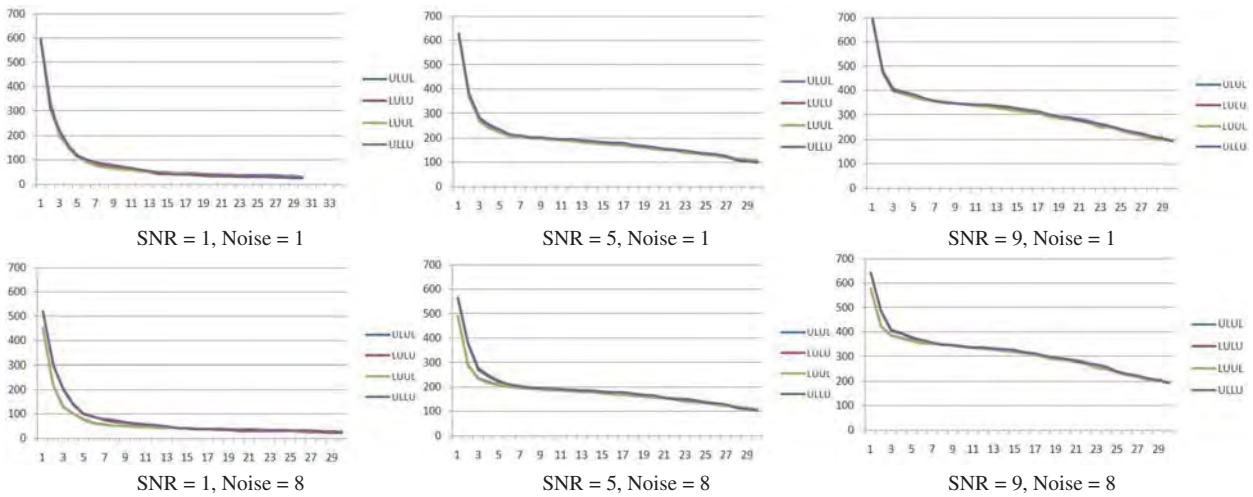 700
600
500
400
300
200
100
0
1 3 5 7 9 11 13 15 17 19 21 23 25 27 29 31 33
ULUL
LULU
LUUL
ULLU
SNR = 1, Noise = 1
700
600
500
400
300
200
100
0
1 3 5 7 9 11 13 15 17 19 21 23 25 27 29
ULUL
LULU
LUUL
ULLU
SNR = 5, Noise = 1
700
600
500
400
300
200
100
0
1 3 5 7 9 11 13 15 17 19 21 23 25 27 29
ULUL
LULU
LUUL
ULLU
SNR = 9, Noise = 1
700
600
500
400
300
200
100
0
1 3 5 7 9 11 13 15 17 19 21 23 25 27 29
ULUL
LULU
LUUL
ULLU
SNR = 1, Noise = 8
700
600
500
400
300
200
100
0
1 3 5 7 9 11 13 15 17 19 21 23 25 27 29
ULUL
LULU
LUUL
ULLU
SNR = 5, Noise = 8
700
600
500
400
300
200
100
0
1 3 5 7 9 11 13 15 17 19 21 23 25 27 29
ULUL
LULU
LUUL
ULLU
SNR = 9, Noise = 8